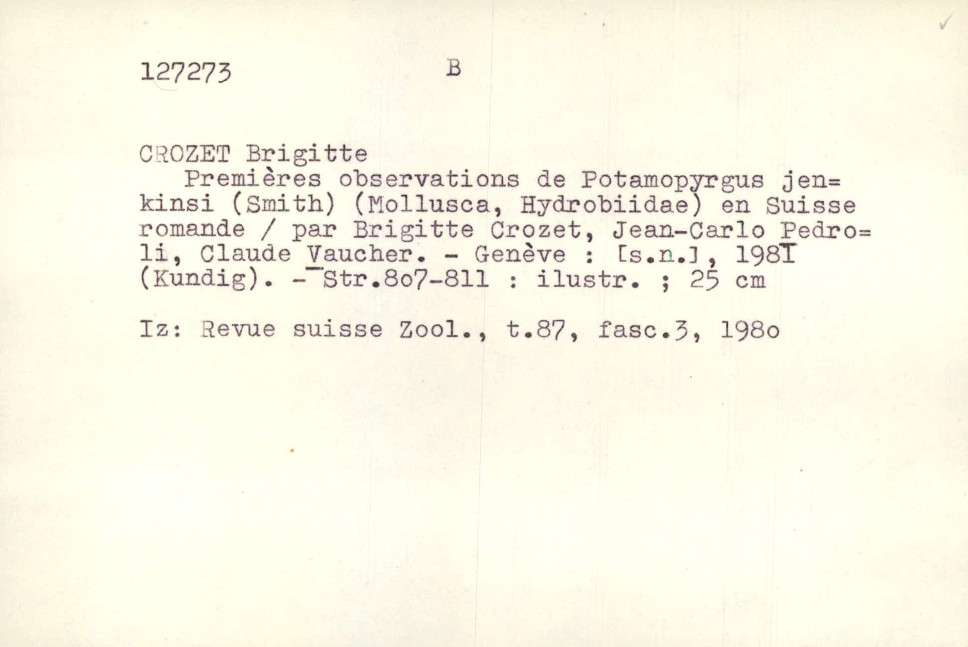 127273 B
CROZET Brigitte
Premières observations de Potamopyrgus jen=
kinsi (Smith) (Mollusca, Hydrobiidae) en Suisse
romande / par Brigitte Crozet, Jean-Carlo Pedro=
li, Claude Vaucher. - Genève : [s.n.], 1981
(Kundig). - Str.807-811 : ilustr. ; 25 cm
Iz: Revue suisse Zool., t.87, fasc.3, 1980